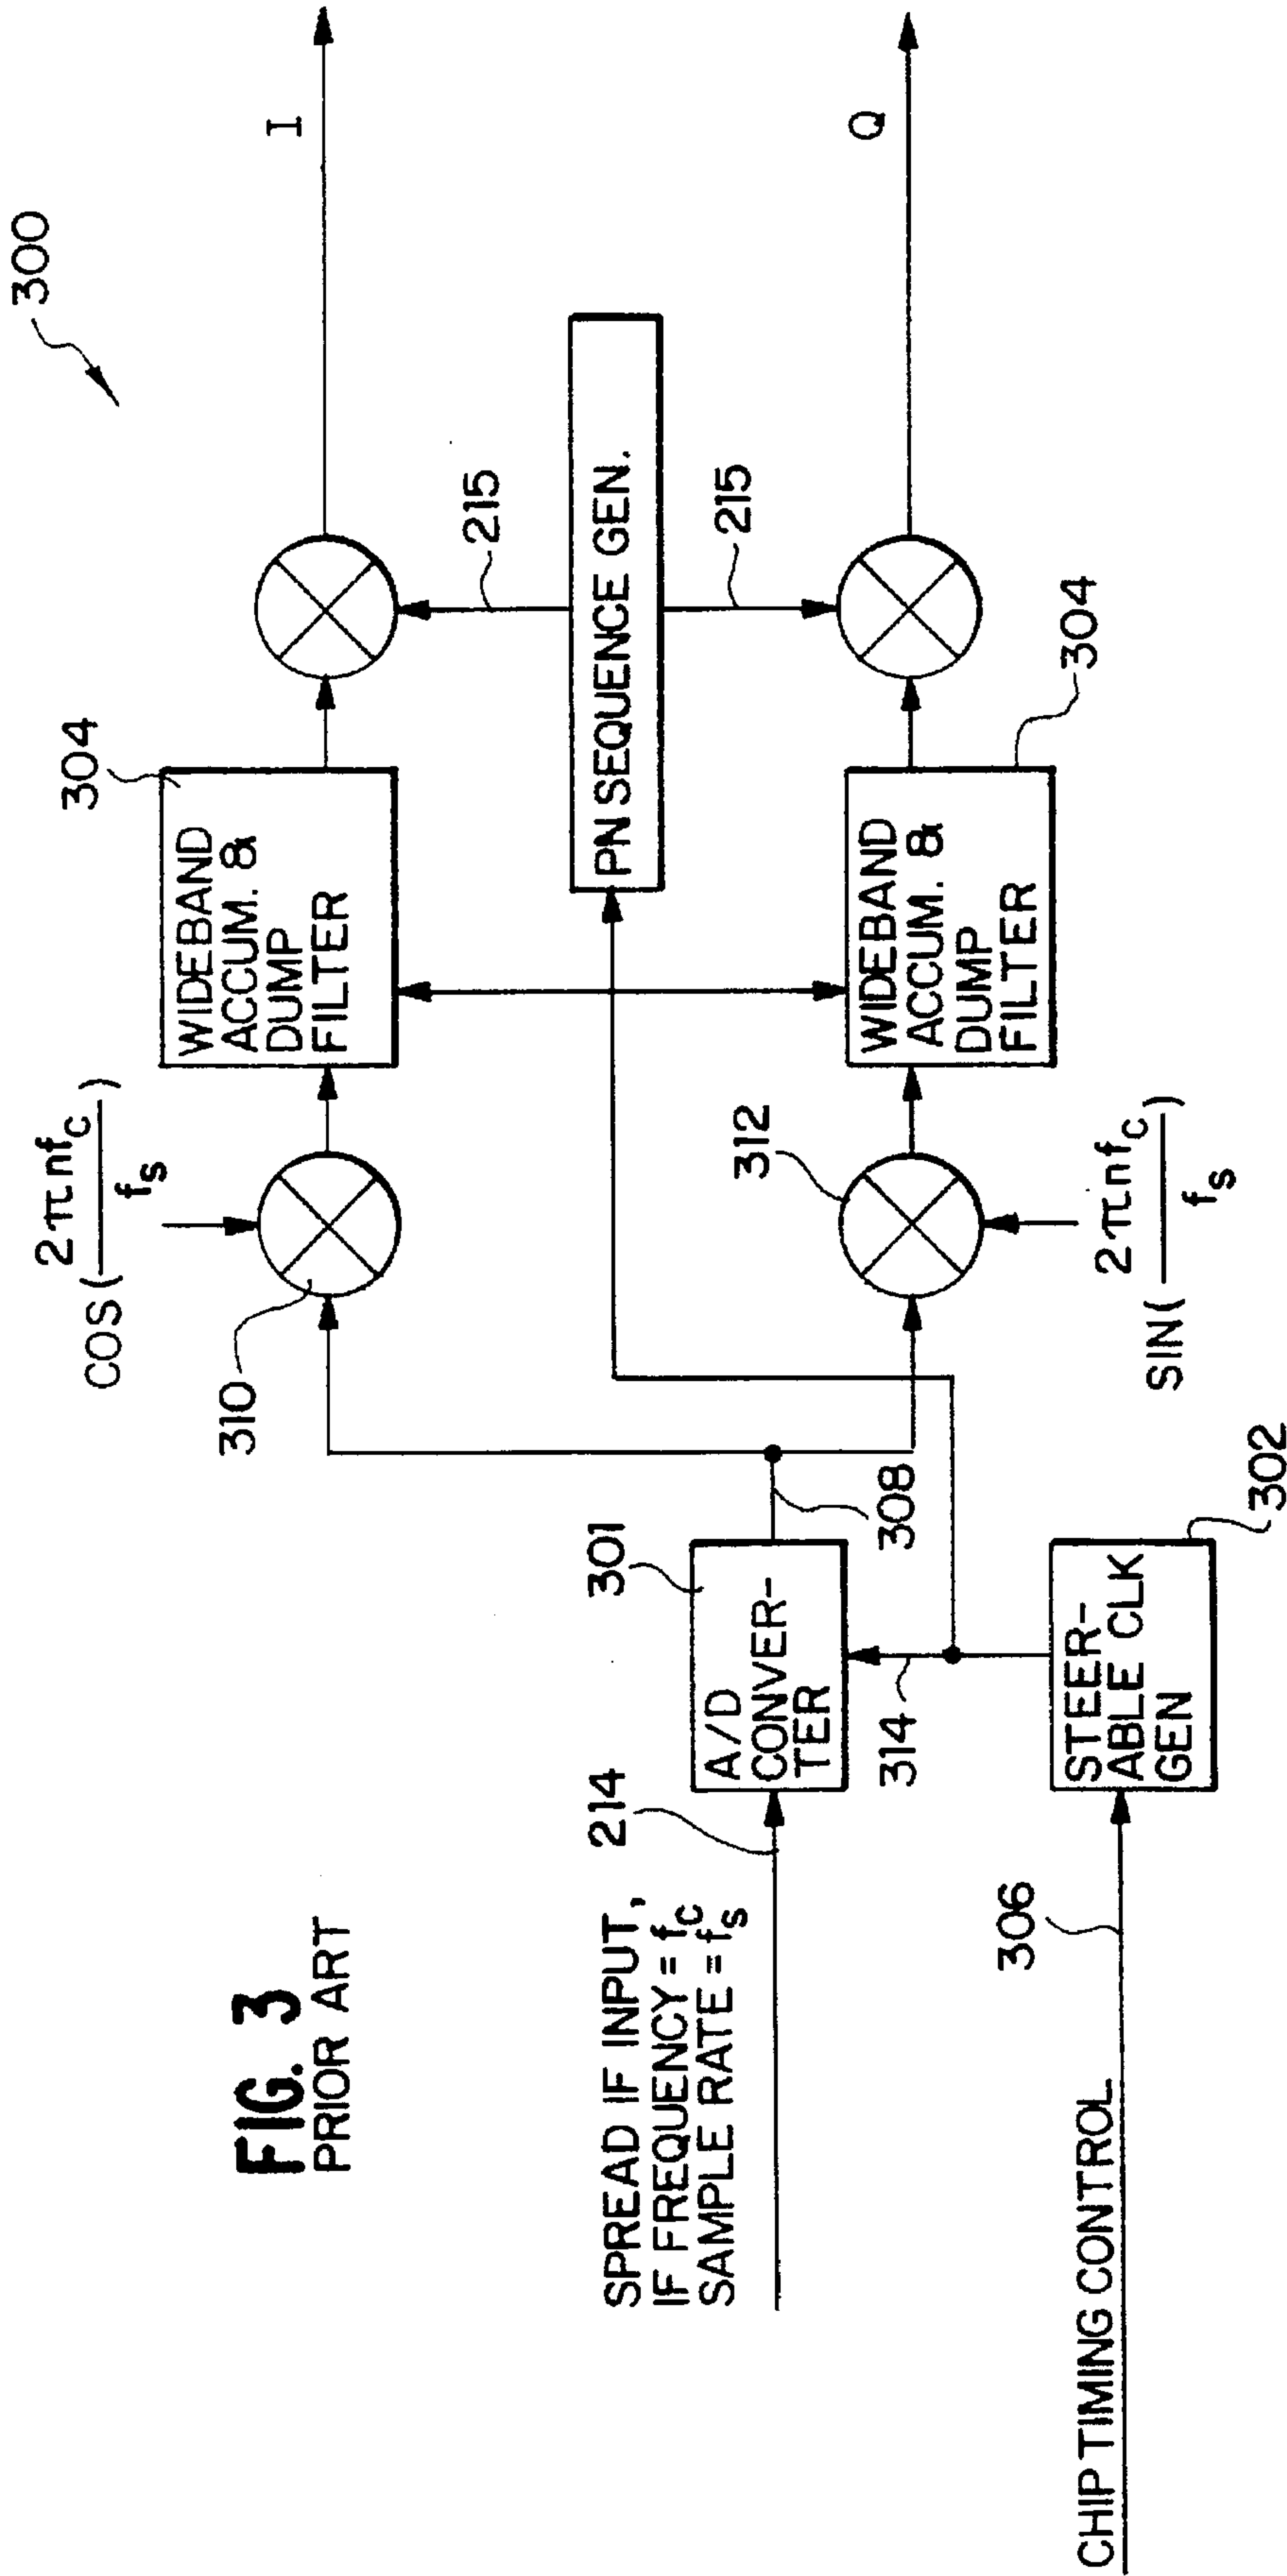 FIG. 3
PRIOR ART
300
SPREAD IF INPUT,
IF FREQUENCY = fc
SAMPLE RATE = fs
214
A/D
CONVER-
TER
301
308
314
CHIP TIMING CONTROL
306
STEER-
ABLE CLK
GEN
302
COS(2πnfc/fs)
310
WIDEBAND
ACCUM. &
DUMP
FILTER
304
215
I
PN SEQUENCE GEN.
312
SIN(2πnfc/fs)
WIDEBAND
ACCUM. &
DUMP
FILTER
304
215
Q